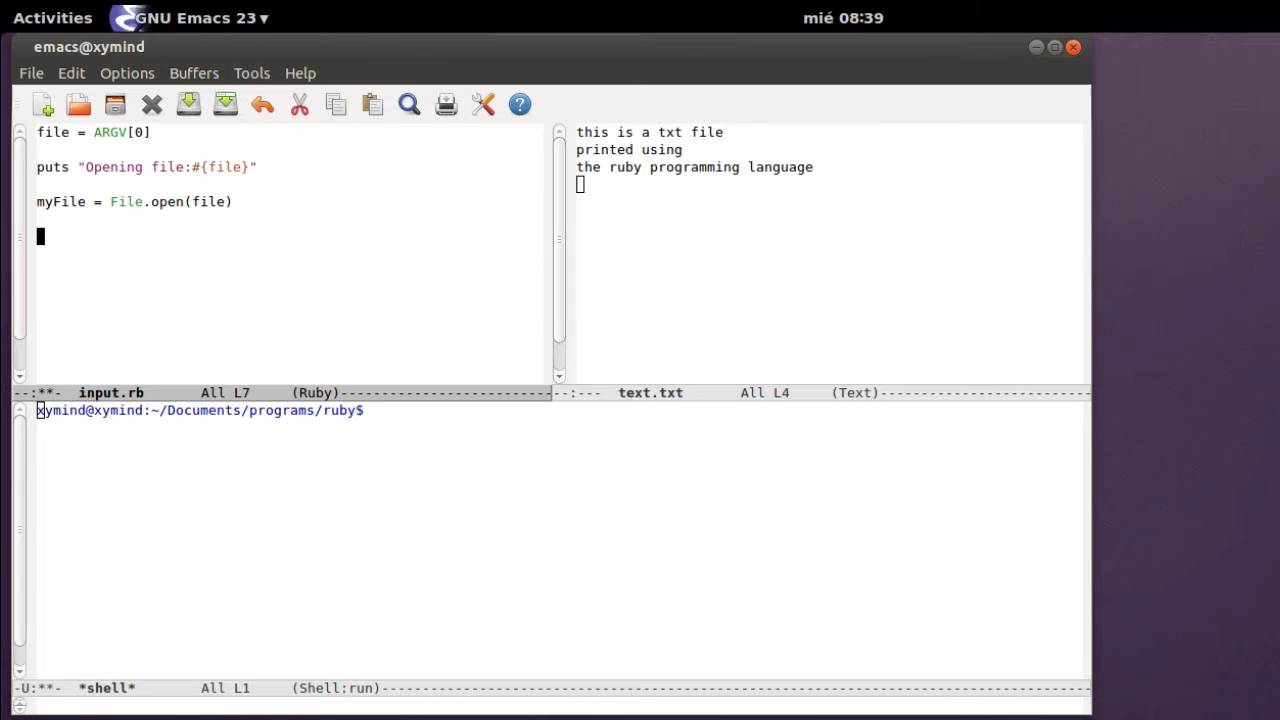 Activities GNU Emacs 23 ▾ mié 08:39
emacs@xymind
File Edit Options Buffers Tools Help
file = ARGV[0]
puts "Opening file:#{file}"
myFile = File.open(file)
--:**- input.rb All L7 (Ruby)--------------------------
this is a txt file
printed using
the ruby programming language
--:--- text.txt All L4 (Text)--------------------------
xymind@xymind:~/Documents/programs/ruby$
-U:**- *shell* All L1 (Shell:run)--------------------------------------------------------------------------------------